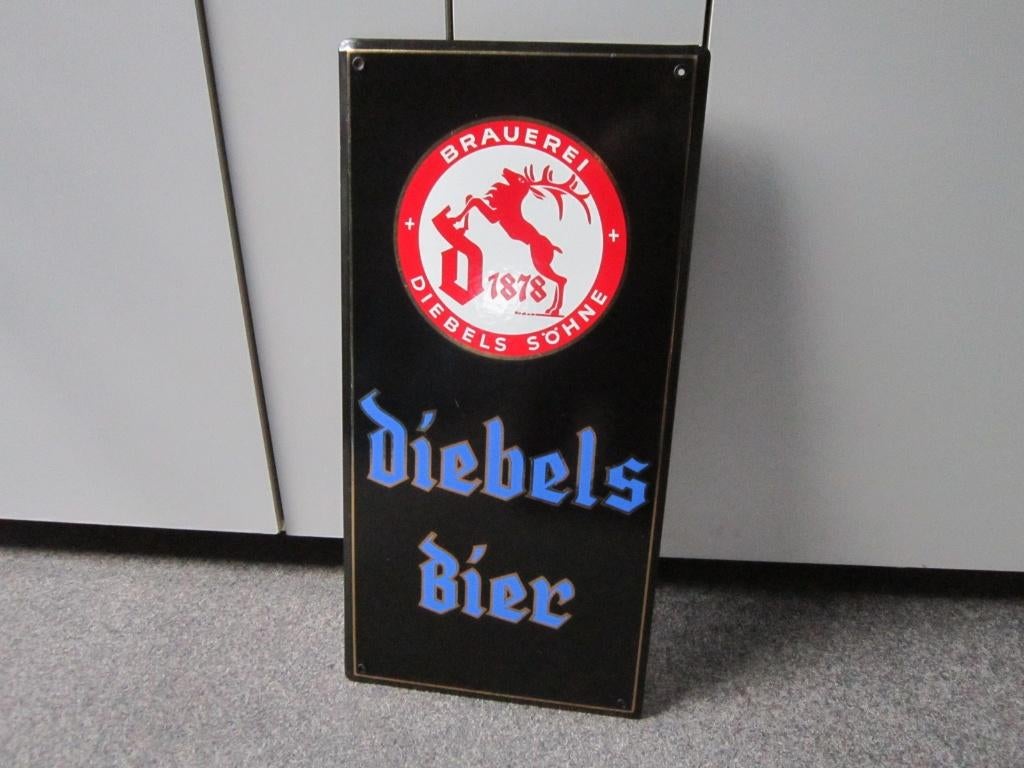 BRAUEREI
d 1878
+ DIEBELS SÖHNE +
diebels
Bier